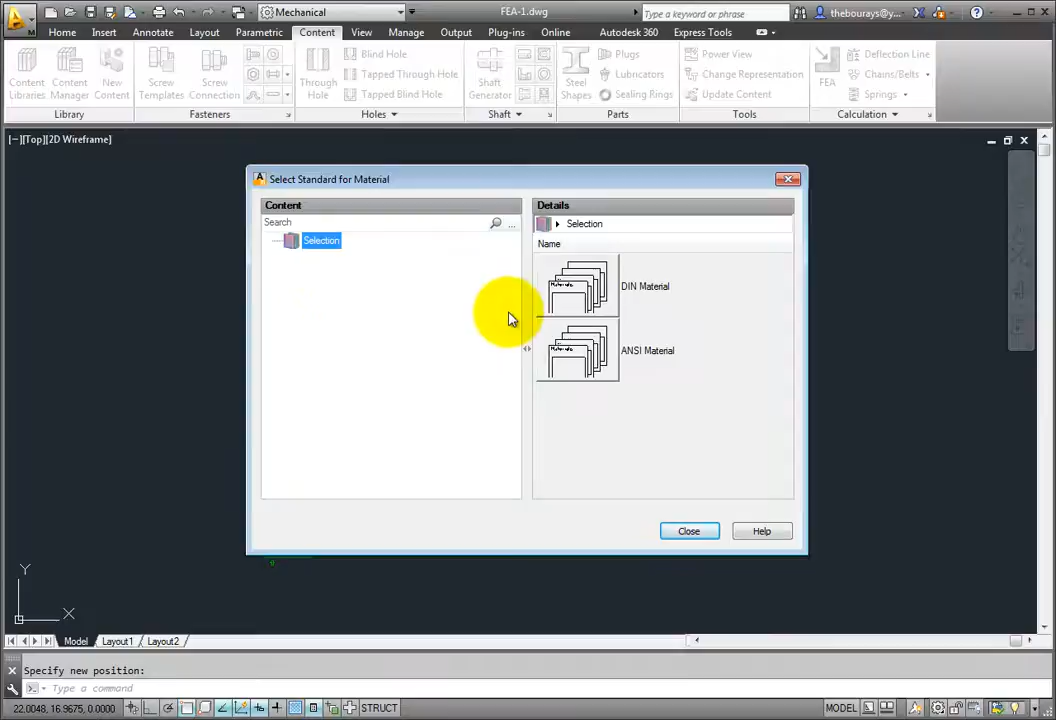 Mechanical
FEA-1.dwg
Type a keyword or phrase
thebourays@y...
Home Insert Annotate Layout Parametric Content View Manage Output Plug-ins Online Autodesk 360 Express Tools
Content Libraries
Content Manager
New Content
Library
Screw Templates
Screw Connection
Fasteners
Through Hole
Blind Hole
Tapped Through Hole
Tapped Blind Hole
Holes
Shaft Generator
Shaft
Steel Shapes
Plugs
Lubricators
Sealing Rings
Parts
Power View
Change Representation
Update Content
Tools
FEA
Deflection Line
Chains/Belts
Springs
Calculation
[−][Top][2D Wireframe]
Select Standard for Material
Content
Search
...
Selection
Details
Selection
Name
Materials
DIN Material
Materials
ANSI Material
Close
Help
Y
X
Model Layout1 Layout2
Specify new position:
Type a command
22.0048, 16.9675, 0.0000
STRUCT
MODEL